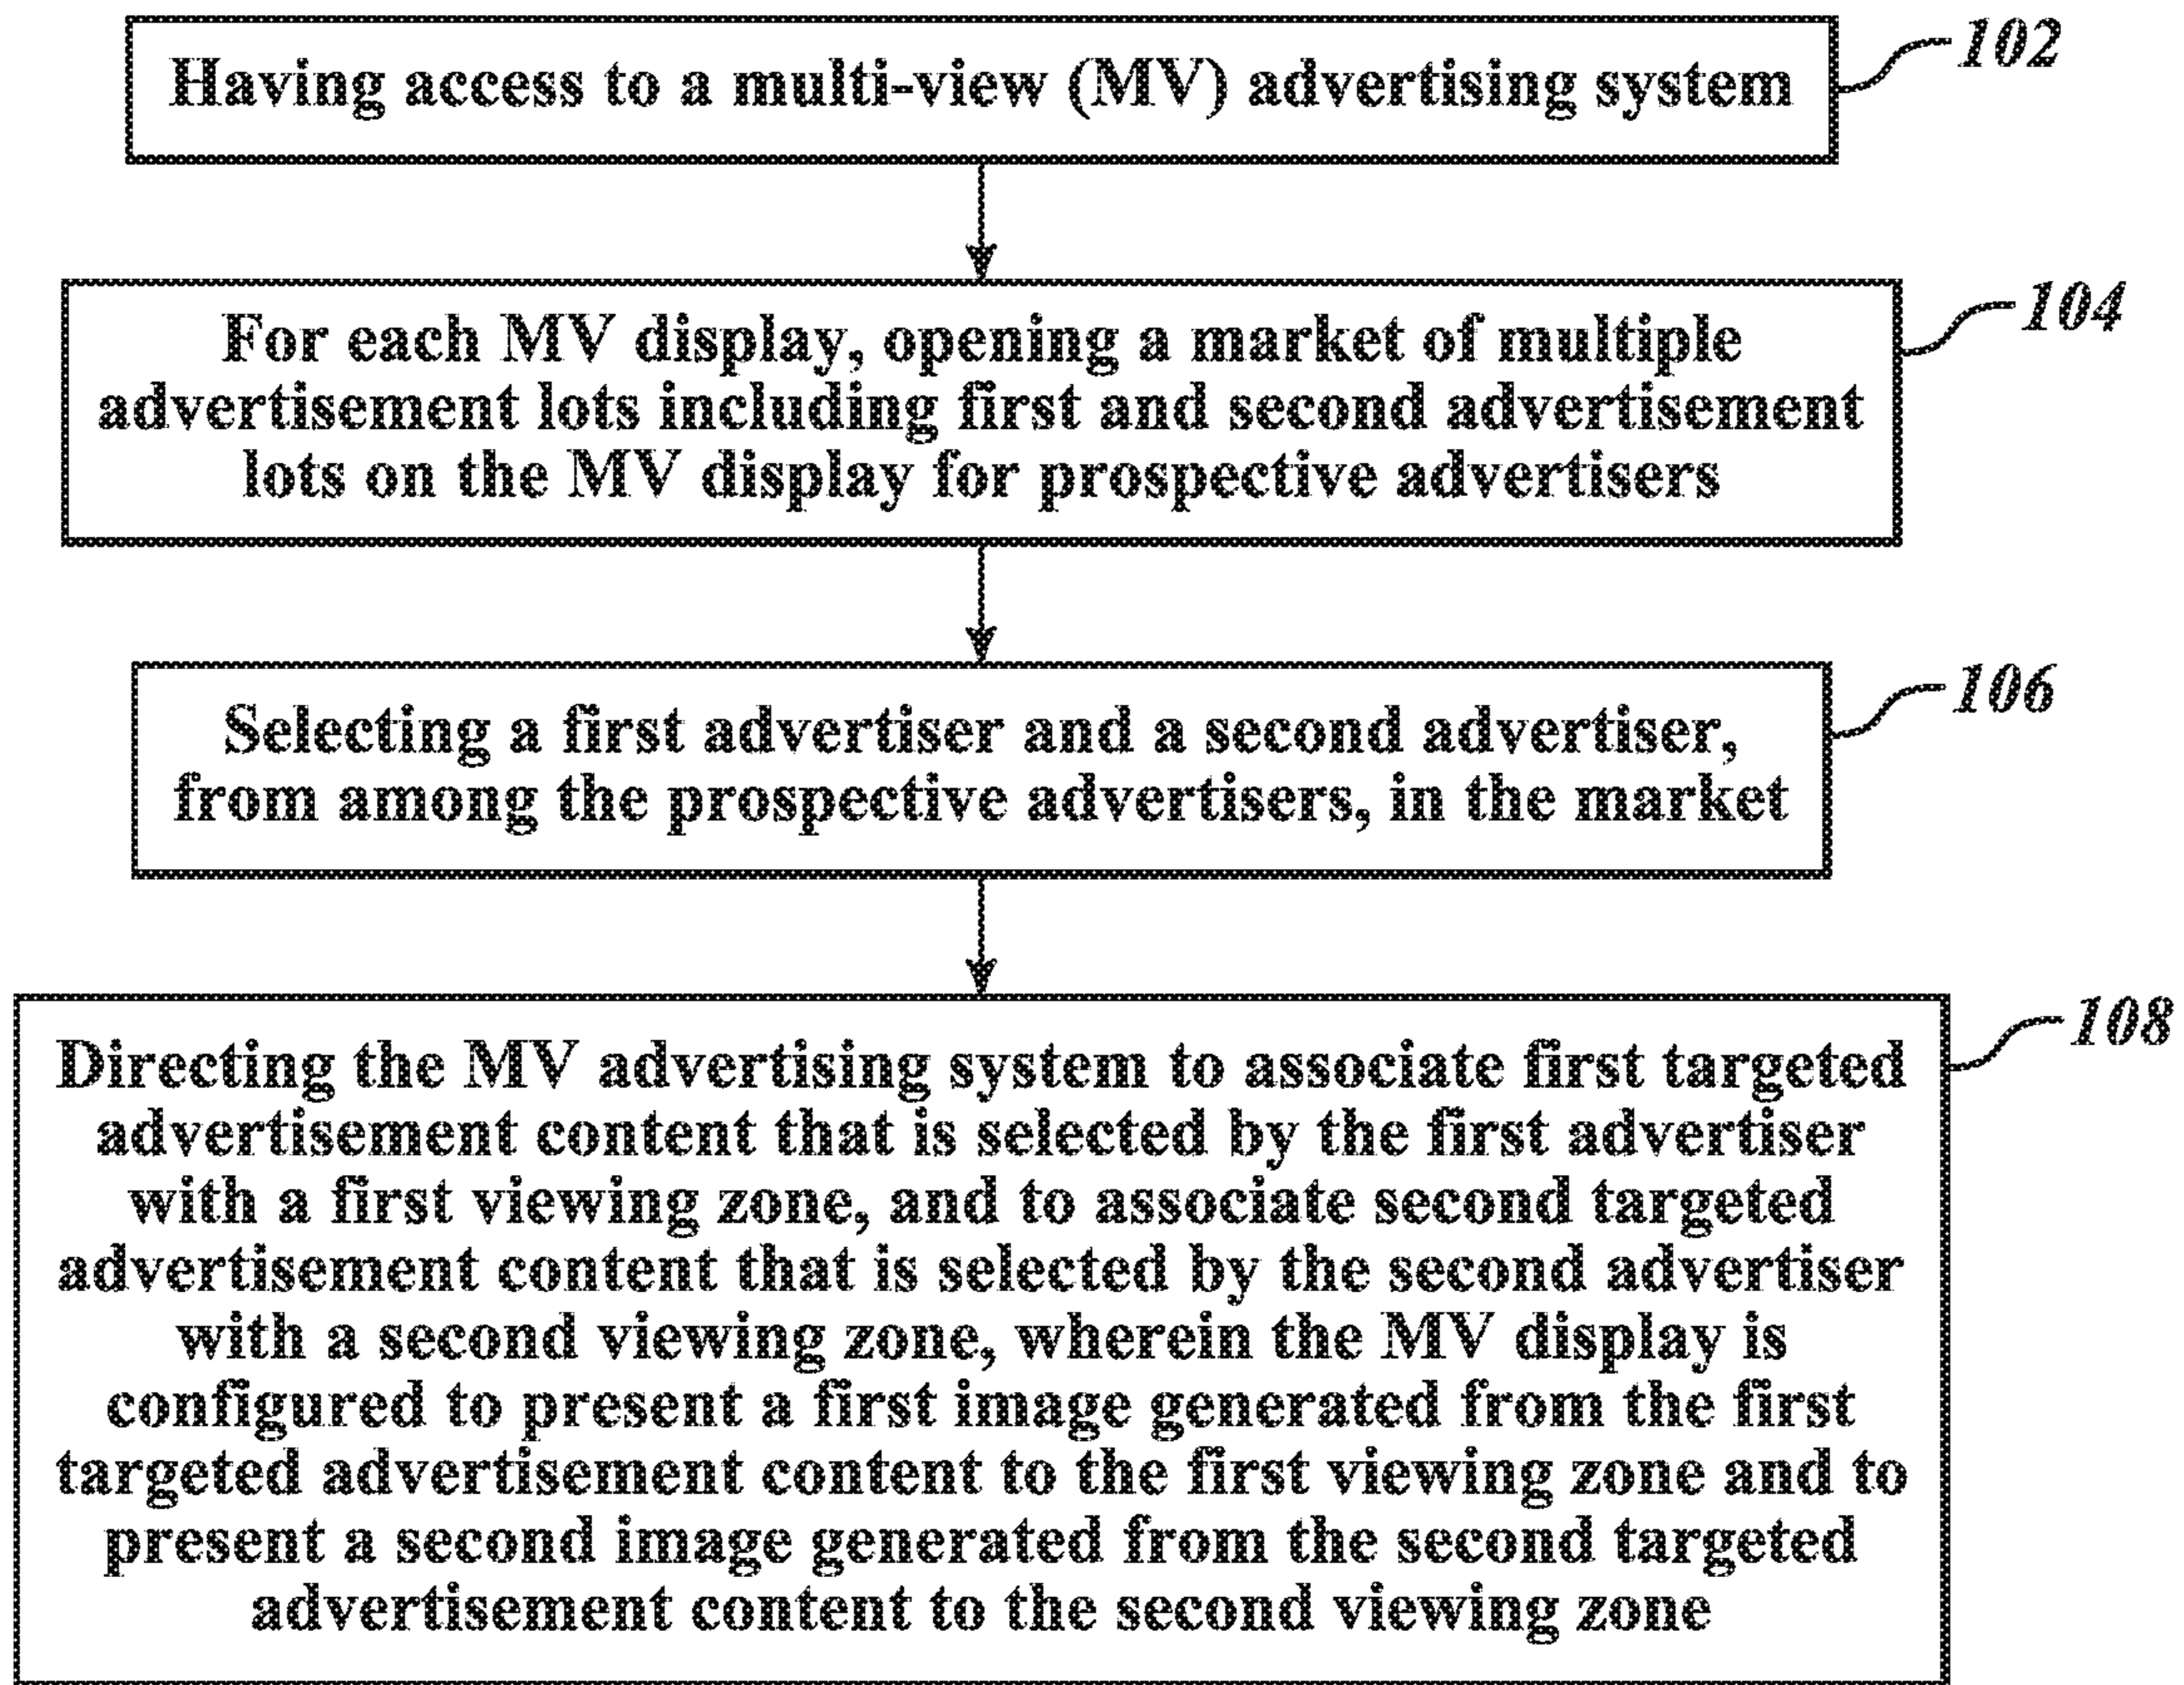 Having access to a multi-view (MV) advertising system
102
For each MV display, opening a market of multiple
advertisement lots including first and second advertisement
lots on the MV display for prospective advertisers
104
Selecting a first advertiser and a second advertiser,
from among the prospective advertisers, in the market
106
Directing the MV advertising system to associate first targeted
advertisement content that is selected by the first advertiser
with a first viewing zone, and to associate second targeted
advertisement content that is selected by the second advertiser
with a second viewing zone, wherein the MV display is
configured to present a first image generated from the first
targeted advertisement content to the first viewing zone and to
present a second image generated from the second targeted
advertisement content to the second viewing zone
108